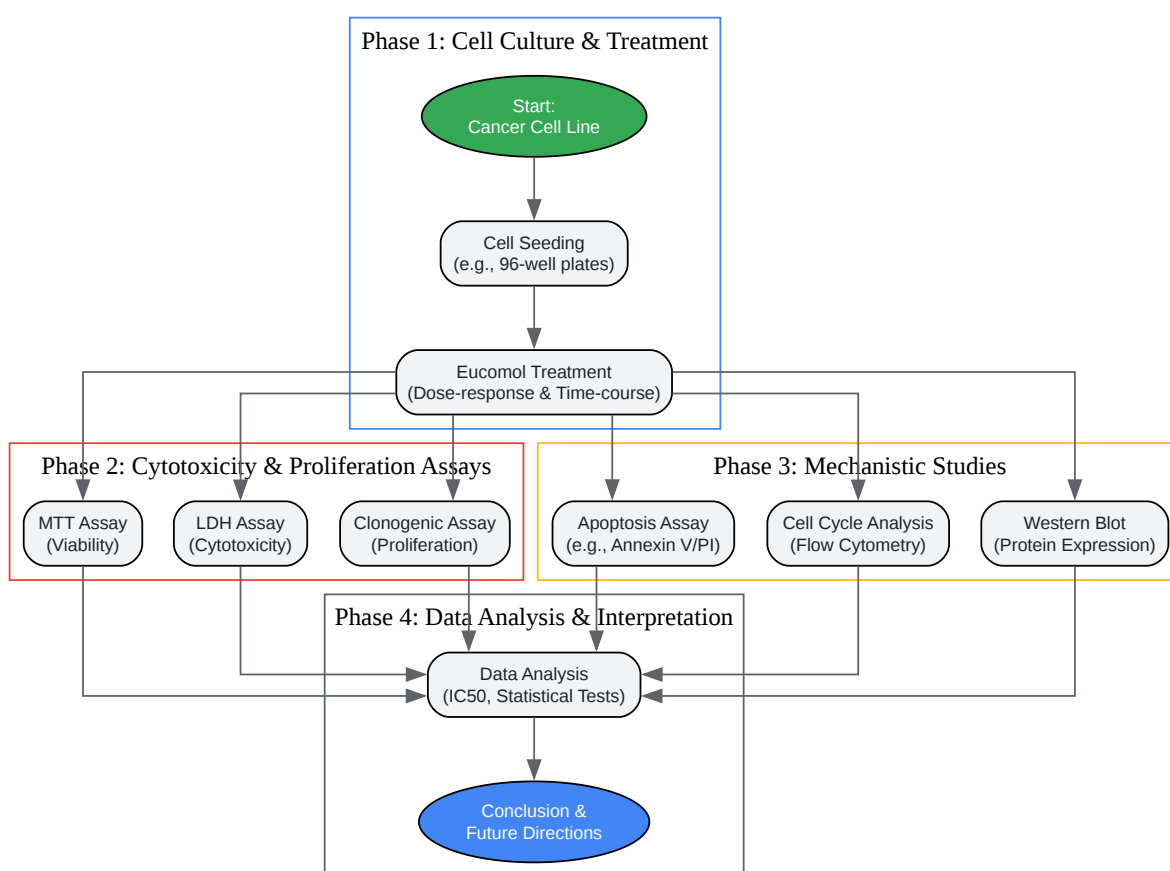 Phase 1: Cell Culture & Treatment
Start:
Cancer Cell Line
Cell Seeding
(e.g., 96-well plates)
Eucomol Treatment
(Dose-response & Time-course)
Phase 2: Cytotoxicity & Proliferation Assays
MTT Assay
(Viability)
LDH Assay
(Cytotoxicity)
Clonogenic Assay
(Proliferation)
Phase 3: Mechanistic Studies
Apoptosis Assay
(e.g., Annexin V/PI)
Cell Cycle Analysis
(Flow Cytometry)
Western Blot
(Protein Expression)
Phase 4: Data Analysis & Interpretation
Data Analysis
(IC50, Statistical Tests)
Conclusion &
Future Directions